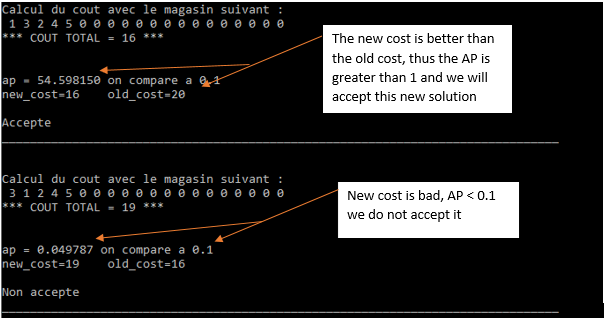 Calcul du cout avec le magasin suivant :
1 3 2 4 5 0 0 0 0 0 0 0 0 0 0 0 0 0 0 0
*** COUT TOTAL = 16 ***
The new cost is better than
the old cost, thus the AP is
greater than 1 and we will
accept this new solution
ap = 54.598150 on compare a 0.1
new_cost=16 old_cost=20
Accepte
Calcul du cout avec le magasin suivant :
3 1 2 4 5 0 0 0 0 0 0 0 0 0 0 0 0 0 0 0
*** COUT TOTAL = 19 ***
New cost is bad, AP < 0.1
we do not accept it
ap = 0.049787 on compare a 0.1
new_cost=19 old_cost=16
Non accepte